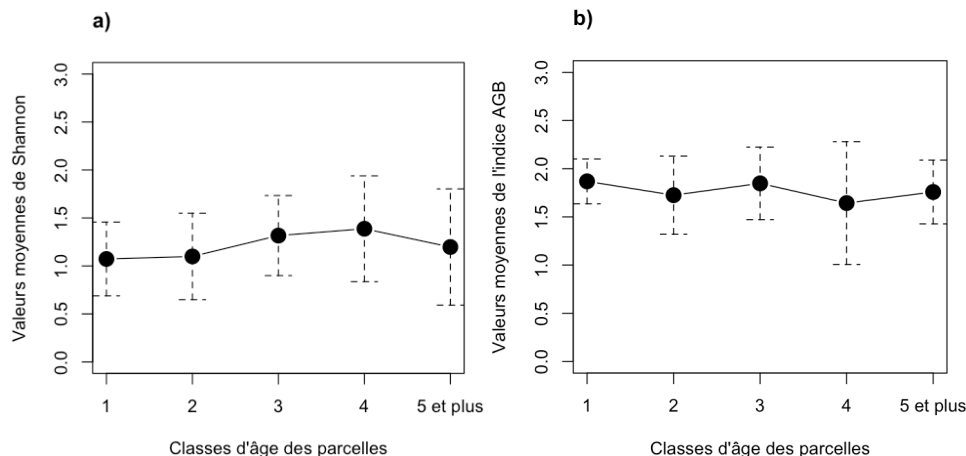 a)
Valeurs moyennes de Shannon
3.0
2.5
2.0
1.5
1.0
0.5
0.0
1 2 3 4 5 et plus
Classes d'âge des parcelles
b)
Valeurs moyennes de l'indice AGB
3.0
2.5
2.0
1.5
1.0
0.5
0.0
1 2 3 4 5 et plus
Classes d'âge des parcelles